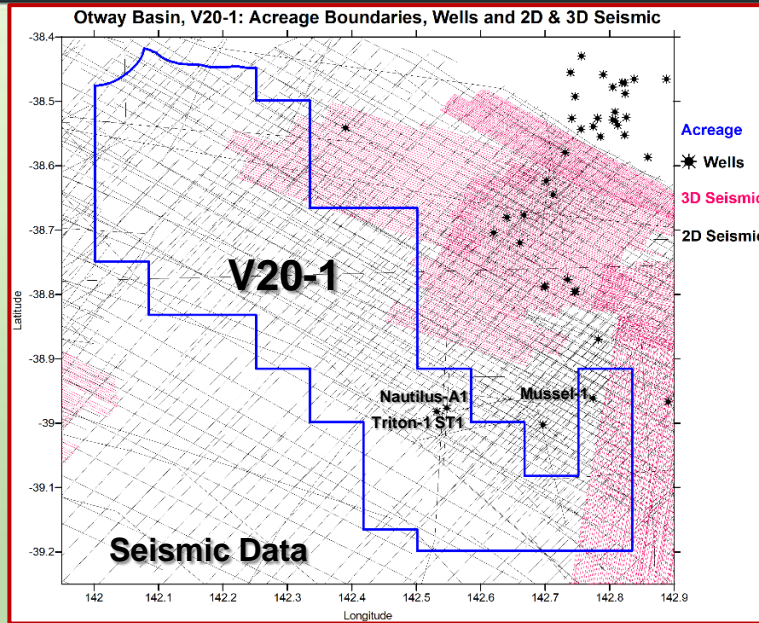 Otway Basin, V20-1: Acreage Boundaries, Wells and 2D & 3D Seismic
-38.4
-38.5
-38.6
-38.7
-38.8
-38.9
-39
-39.1
-39.2
Latitude
Acreage
Wells
3D Seismic
2D Seismic
V20-1
Nautilus-A1
Mussel-1
Triton-1 ST1
Seismic Data
142 142.1 142.2 142.3 142.4 142.5 142.6 142.7 142.8 142.9
Longitude